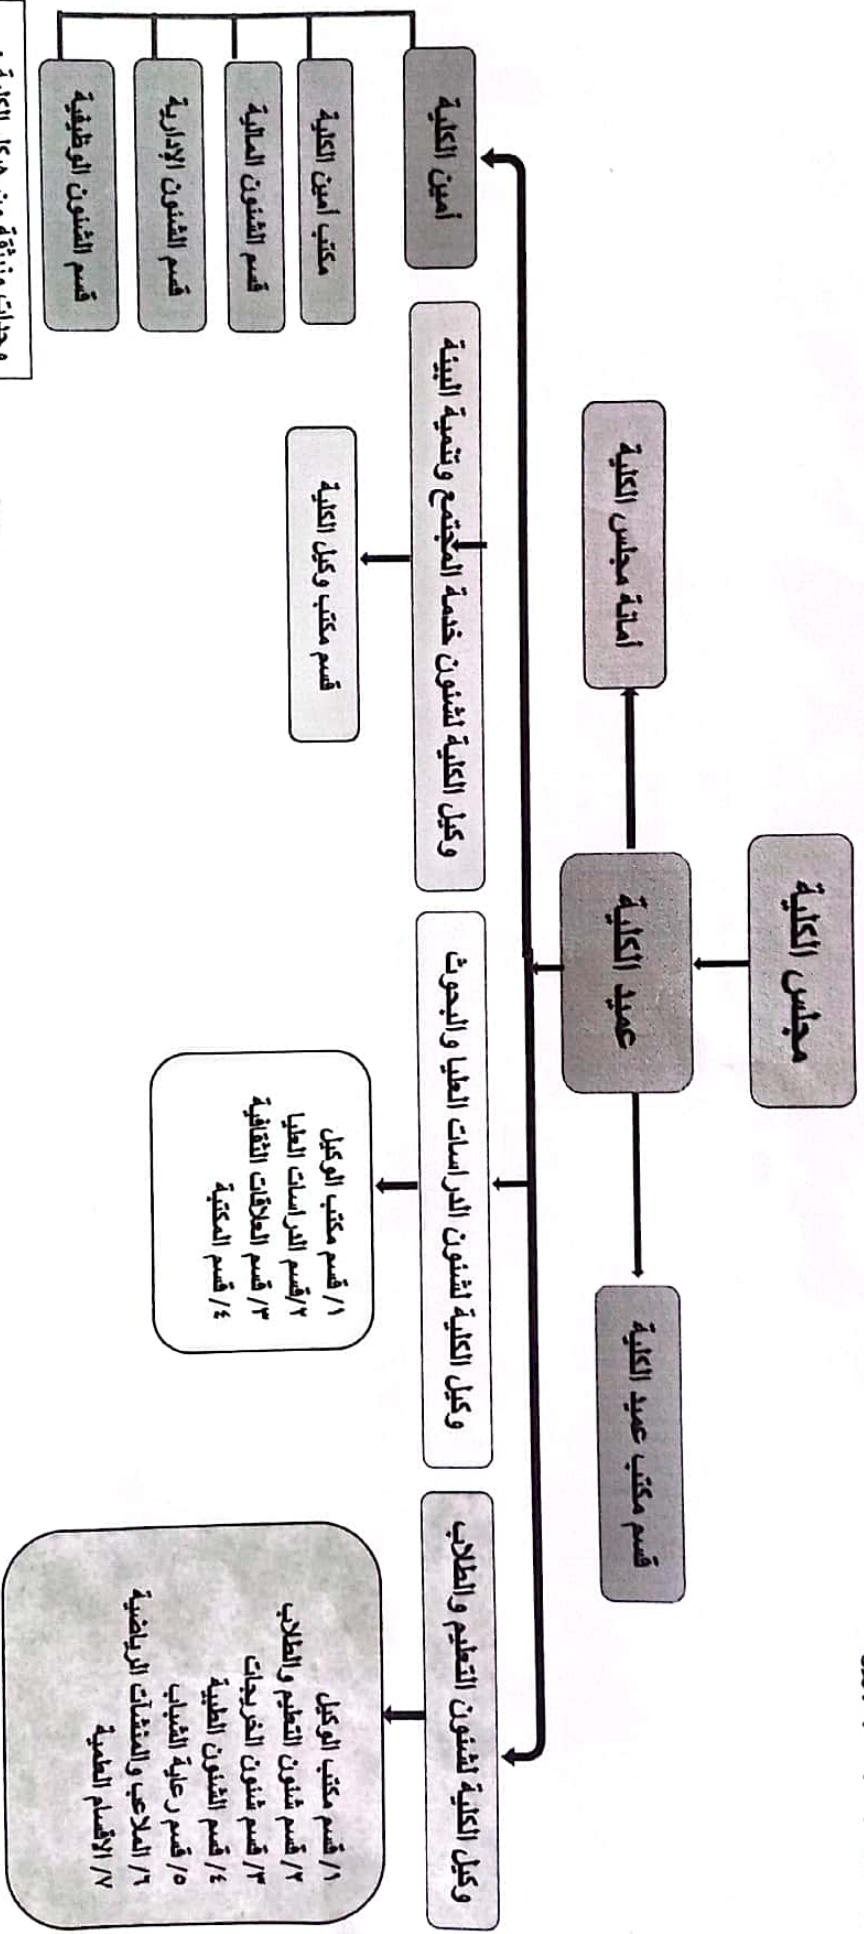 مجلس الكلية
عميد الكلية
قسم مكتب عميد الكلية
أمانة مجلس الكلية
وكيل الكلية لشئون التعليم والطلاب
وكيل الكلية لشئون الدراسات العليا والبحوث
وكيل الكلية لشئون خدمة المجتمع وتنمية البيئة
أمين الكلية
١/ قسم مكتب الوكيل
٢/ قسم شئون التعليم والطلاب
٣/ قسم شئون الخريجات
٤/ قسم الشئون الطبية
٥/ قسم رعاية الشباب
٦/ الملاعب والمنشآت الرياضية
٧/ الاقسام العلمية
١/ قسم مكتب الوكيل
٢/قسم الدراسات العليا
٣/ قسم العلاقات الثقافية
٤/ قسم المكتبة
قسم مكتب وكيل الكلية
مكتب أمين الكلية
قسم الشئون المالية
قسم الشئون الإدارية
قسم الشئون الوظيفية